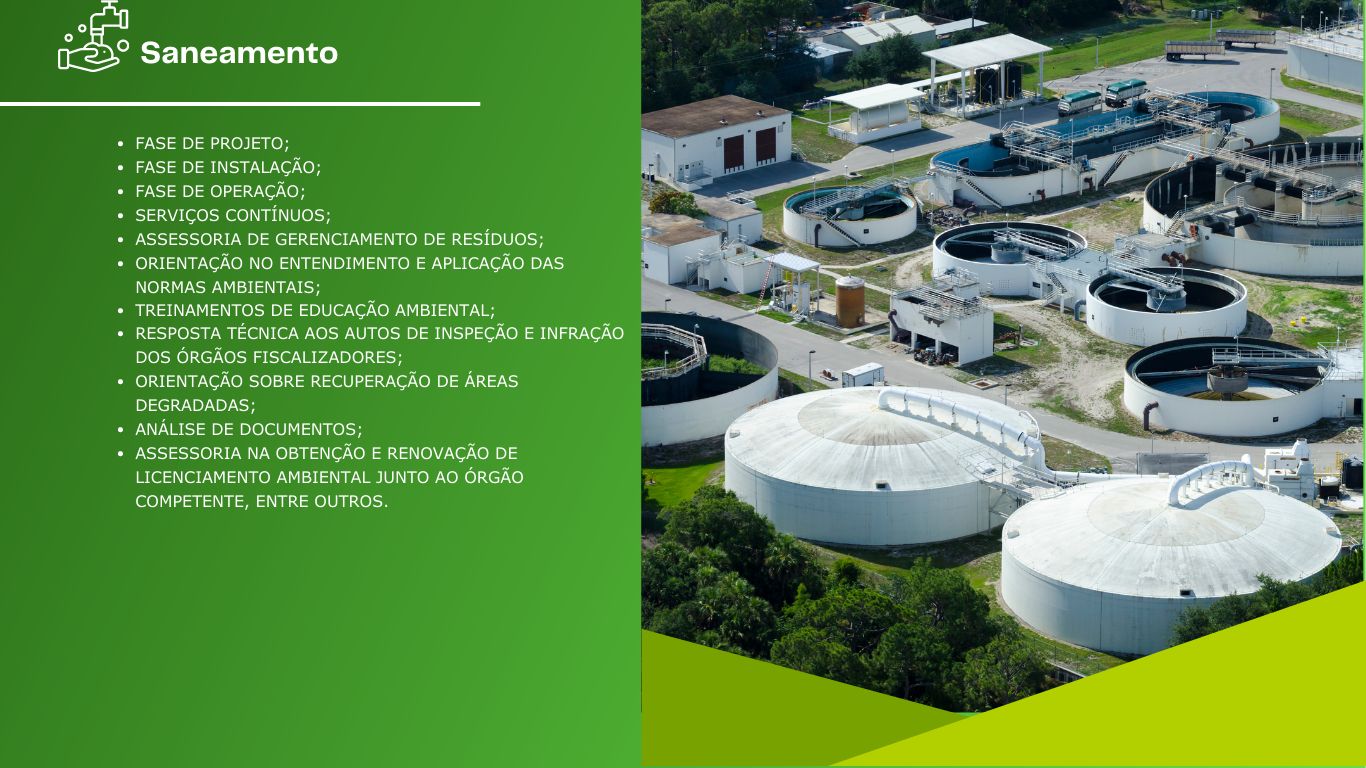 Saneamento
• FASE DE PROJETO;
• FASE DE INSTALAÇÃO;
• FASE DE OPERAÇÃO;
• SERVIÇOS CONTÍNUOS;
• ASSESSORIA DE GERENCIAMENTO DE RESÍDUOS;
• ORIENTAÇÃO NO ENTENDIMENTO E APLICAÇÃO DAS
NORMAS AMBIENTAIS;
• TREINAMENTOS DE EDUCAÇÃO AMBIENTAL;
• RESPOSTA TÉCNICA AOS AUTOS DE INSPEÇÃO E INFRAÇÃO
DOS ÓRGÃOS FISCALIZADORES;
• ORIENTAÇÃO SOBRE RECUPERAÇÃO DE ÁREAS
DEGRADADAS;
• ANÁLISE DE DOCUMENTOS;
• ASSESSORIA NA OBTENÇÃO E RENOVAÇÃO DE
LICENCIAMENTO AMBIENTAL JUNTO AO ÓRGÃO
COMPETENTE, ENTRE OUTROS.